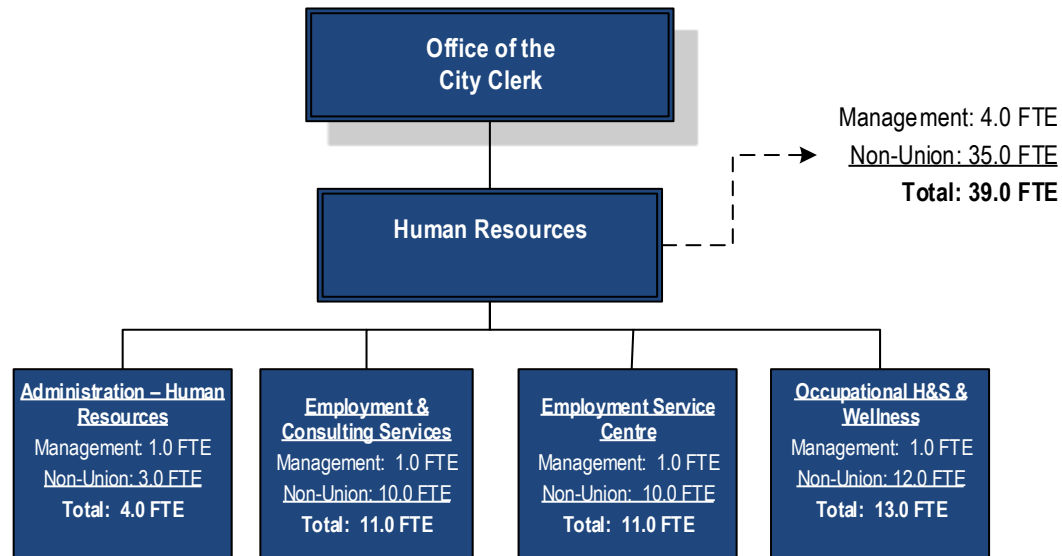 Office of the
City Clerk
Management: 4.0 FTE
Non-Union: 35.0 FTE
Total: 39.0 FTE
Human Resources
Administration – Human
Resources
Management: 1.0 FTE
Non-Union: 3.0 FTE
Total: 4.0 FTE
Employment &
Consulting Services
Management: 1.0 FTE
Non-Union: 10.0 FTE
Total: 11.0 FTE
Employment Service
Centre
Management: 1.0 FTE
Non-Union: 10.0 FTE
Total: 11.0 FTE
Occupational H&S &
Wellness
Management: 1.0 FTE
Non-Union: 12.0 FTE
Total: 13.0 FTE